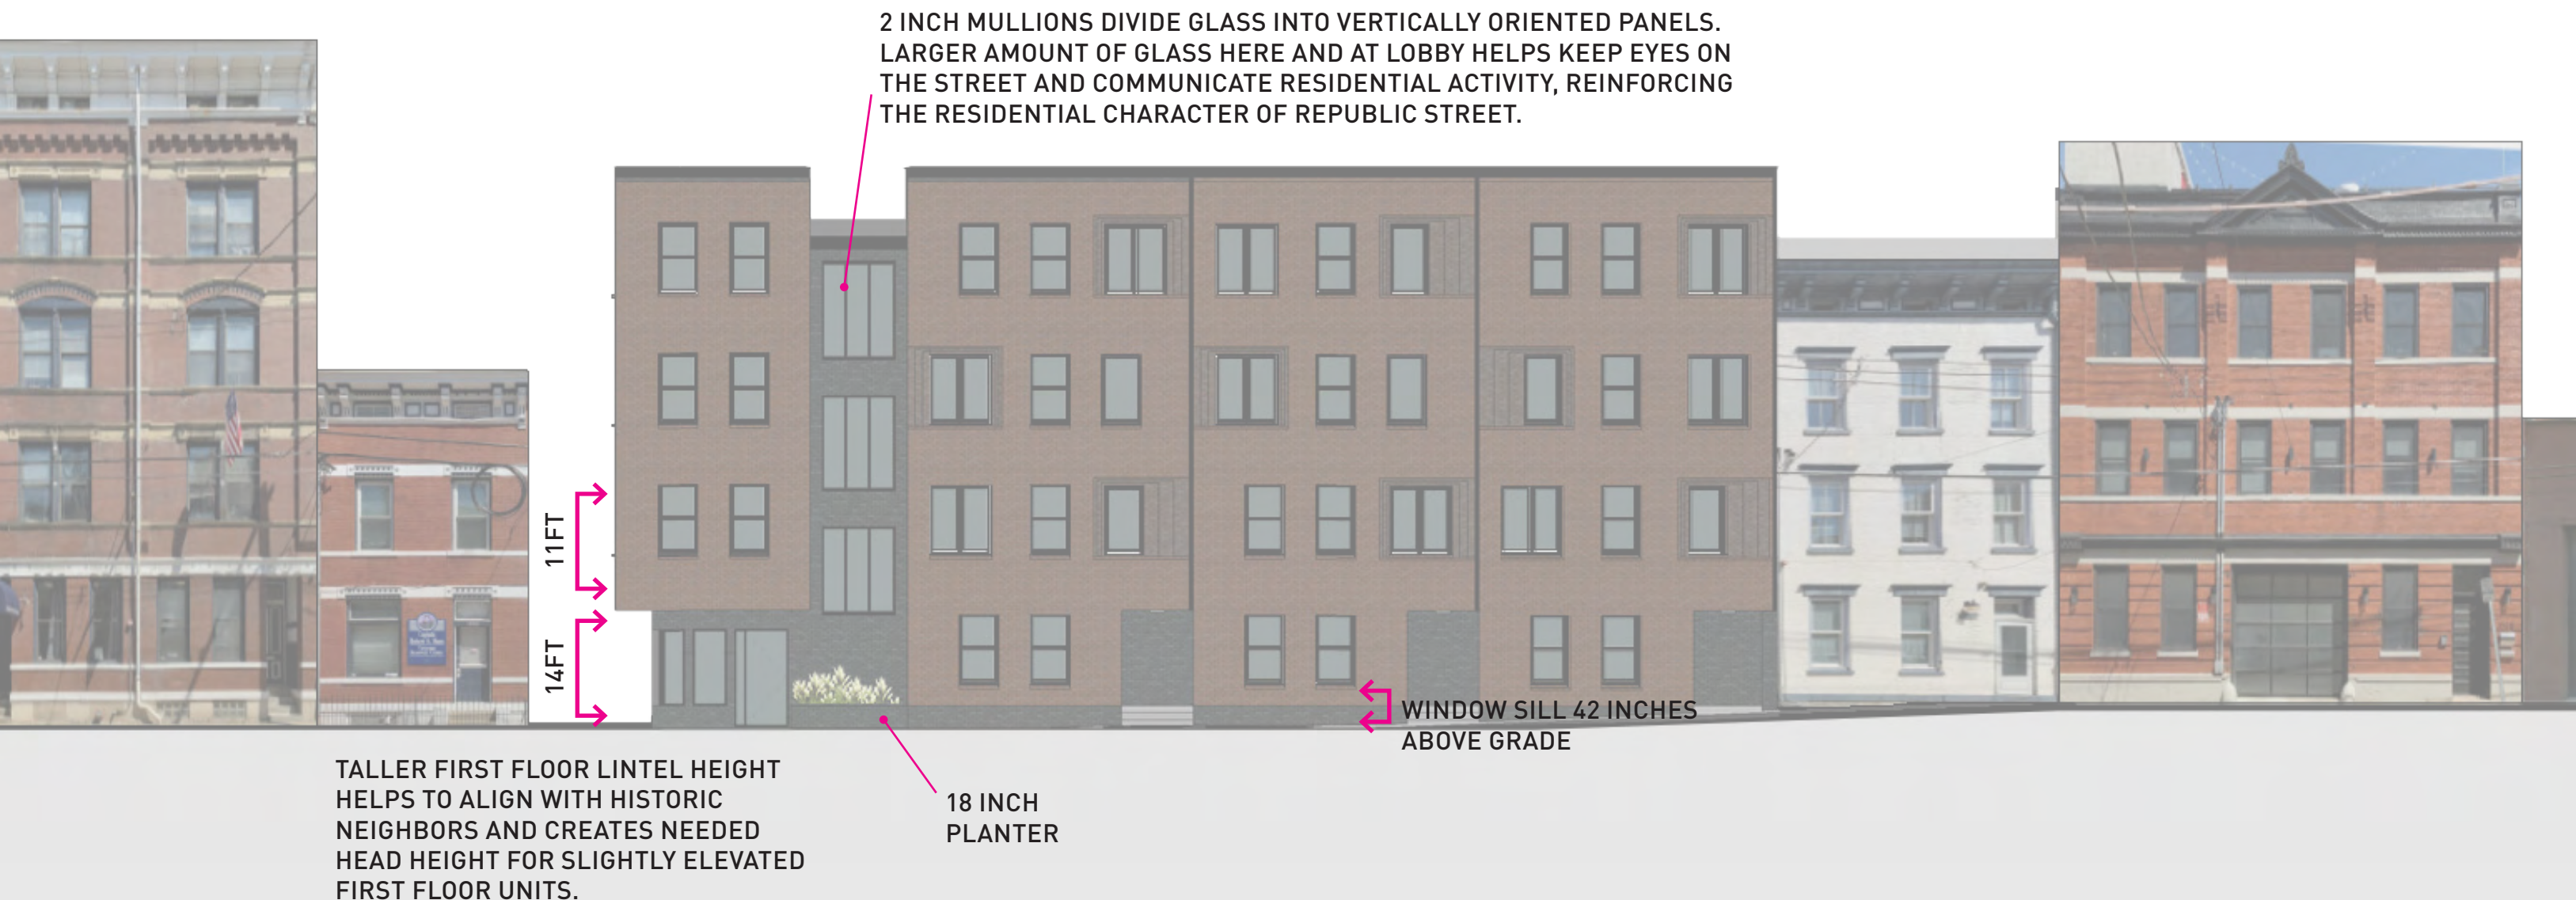 2 INCH MULLIONS DIVIDE GLASS INTO VERTICALLY ORIENTED PANELS.
LARGER AMOUNT OF GLASS HERE AND AT LOBBY HELPS KEEP EYES ON
THE STREET AND COMMUNICATE RESIDENTIAL ACTIVITY, REINFORCING
THE RESIDENTIAL CHARACTER OF REPUBLIC STREET.
11FT
14FT
WINDOW SILL 42 INCHES
ABOVE GRADE
TALLER FIRST FLOOR LINTEL HEIGHT
HELPS TO ALIGN WITH HISTORIC
NEIGHBORS AND CREATES NEEDED
HEAD HEIGHT FOR SLIGHTLY ELEVATED
FIRST FLOOR UNITS.
18 INCH
PLANTER